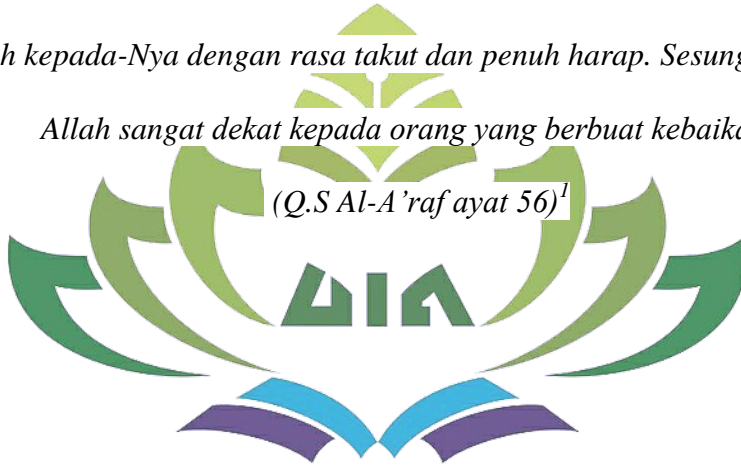 h kepada-Nya dengan rasa takut dan penuh harap. Sesung
Allah sangat dekat kepada orang yang berbuat kebaika
(Q.S Al-A’raf ayat 56)1
UIN